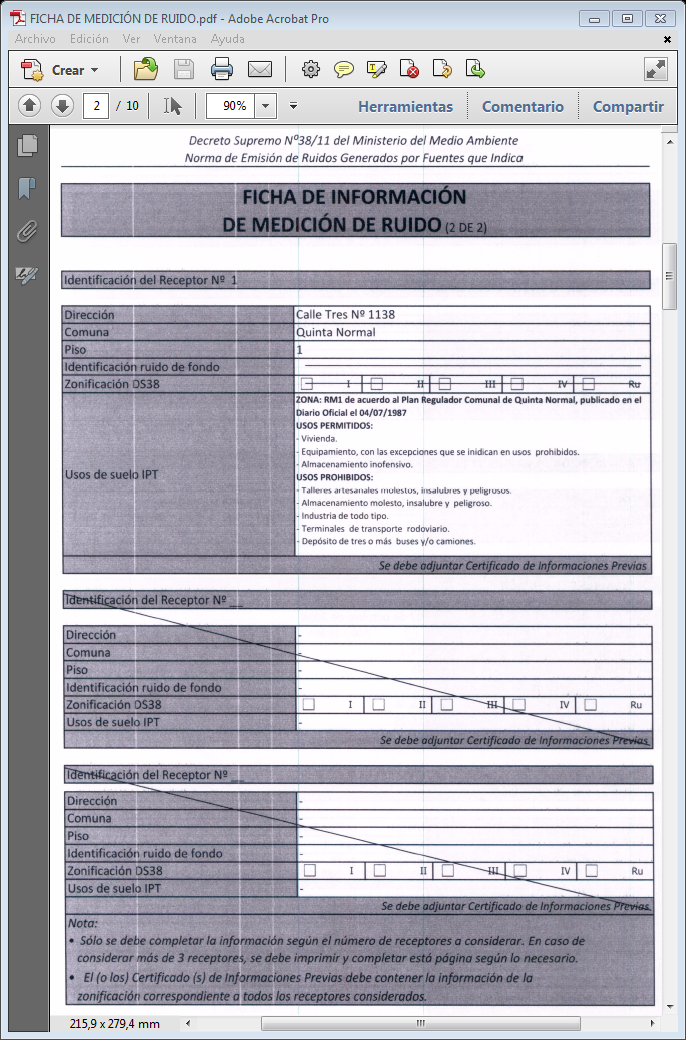 FICHA DE MEDICIÓN DE RUIDO.pdf - Adobe Acrobat Pro
Archivo Edición Ver Ventana Ayuda
Crear
2 / 10 90% Herramientas Comentario Compartir
Decreto Supremo Nº38/11 del Ministerio del Medio Ambiente
Norma de Emisión de Ruidos Generados por Fuentes que Indica
FICHA DE INFORMACIÓN
DE MEDICIÓN DE RUIDO (2 DE 2)
Identificación del Receptor Nº 1
Dirección Calle Tres Nº 1138
Comuna Quinta Normal
Piso 1
Identificación ruido de fondo
Zonificación DS38 I II III IV Ru
Usos de suelo IPT
ZONA: RM1 de acuerdo al Plan Regulador Comunal de Quinta Normal, publicado en el
Diario Oficial el 04/07/1987
USOS PERMITIDOS:
- Vivienda.
- Equipamiento, con las excepciones que se inidican en usos prohibidos.
- Almacenamiento inofensivo.
USOS PROHIBIDOS:
- Talleres artesanales molestos, insalubres y peligrosos.
- Almacenamiento molesto, insalubre y peligroso.
- Industria de todo tipo.
- Terminales de transporte rodoviario.
- Depósito de tres o más buses y/o camiones.
Se debe adjuntar Certificado de Informaciones Previas
Identificación del Receptor Nº __
Dirección -
Comuna -
Piso -
Identificación ruido de fondo -
Zonificación DS38 I II III IV Ru
Usos de suelo IPT -
Se debe adjuntar Certificado de Informaciones Previas
Identificación del Receptor Nº __
Dirección -
Comuna -
Piso -
Identificación ruido de fondo -
Zonificación DS38 I II III IV Ru
Usos de suelo IPT -
Se debe adjuntar Certificado de Informaciones Previas
Nota:
• Sólo se debe completar la información según el número de receptores a considerar. En caso de
considerar más de 3 receptores, se debe imprimir y completar está página según lo necesario.
• El (o los) Certificado (s) de Informaciones Previas debe contener la información de la
zonificación correspondiente a todos los receptores considerados.
215,9 x 279,4 mm